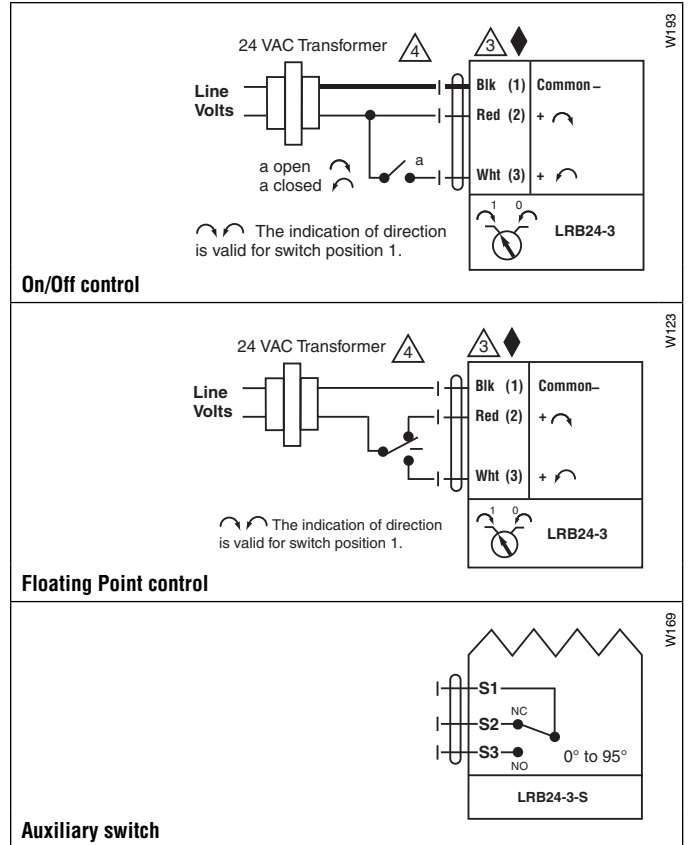 W193
24 VAC Transformer
4
3
Line
Volts
Blk (1) Common –
Red (2) +
a
Wht (3) +
a open
a closed
1 0
LRB24-3
The indication of direction
is valid for switch position 1.
On/Off control
W123
24 VAC Transformer
4
3
Line
Volts
Blk (1) Common–
Red (2) +
Wht (3) +
1 0
LRB24-3
The indication of direction
is valid for switch position 1.
Floating Point control
W169
S1
NC
S2
S3
NO
0° to 95°
LRB24-3-S
Auxiliary switch